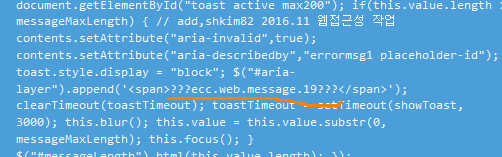 document.getElementById("toast active max200"); if(this.value.length >
messageMaxLength) { // add,shkim82 2016.11 웹접근성 작업
contents.setAttribute("aria-invalid",true);
contents.setAttribute("aria-describedby","errormsg1 placeholder-id");
toast.style.display = "block"; $("#aria-
layer").append('<span>???ecc.web.message.19???</span>');
clearTimeout(toastTimeout); toastTimeout = setTimeout(showToast,
3000); this.blur(); this.value = this.value.substr(0,
messageMaxLength); this.focus(); }
$("#messageLength").html(this.value.length); });